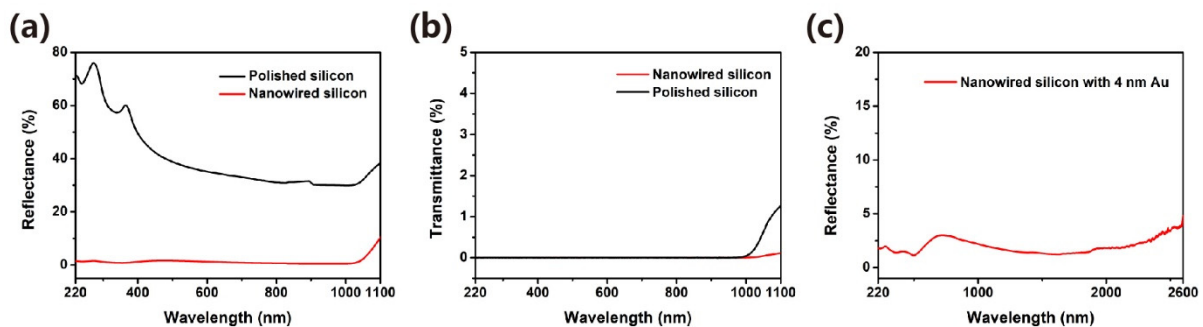 (a)
80
60
40
20
0
Reflectance (%)
Polished silicon
Nanowired silicon
220 400 600 800 1000 1100
Wavelength (nm)
(b)
5
4
3
2
1
0
Transmittance (%)
Nanowired silicon
Polished silicon
220 400 600 800 1000 1100
Wavelength (nm)
(c)
20
15
10
5
0
Reflectance (%)
Nanowired silicon with 4 nm Au
220 1000 2000 2600
Wavelength (nm)